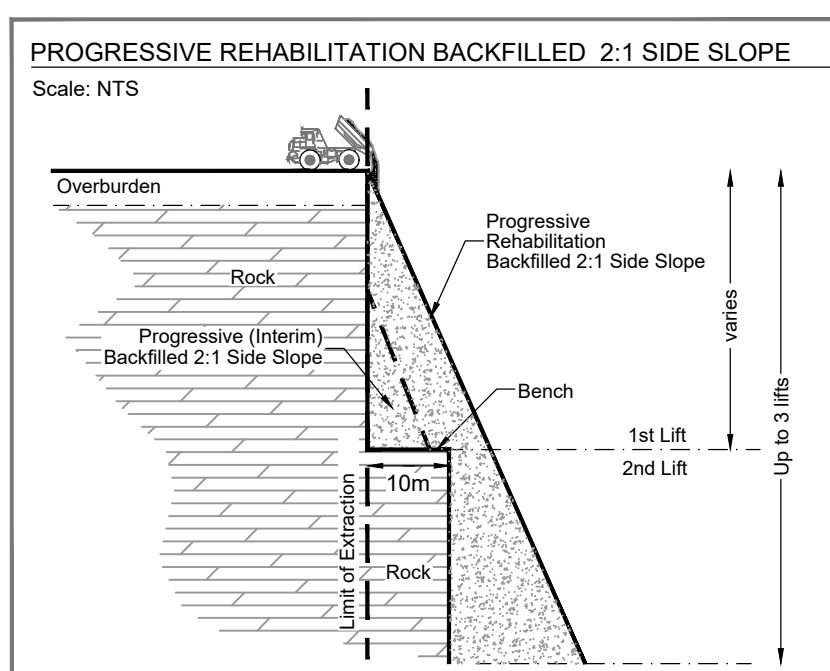 PROGRESSIVE REHABILITATION BACKFILLED 2:1 SIDE SLOPE
Scale: NTS
Overburden
Rock
Progressive
Rehabilitation
Backfilled 2:1 Side Slope
Progressive (Interim)
Backfilled 2:1 Side Slope
Bench
varies
Up to 3 lifts
1st Lift
2nd Lift
10m
Limit of Extraction
Rock